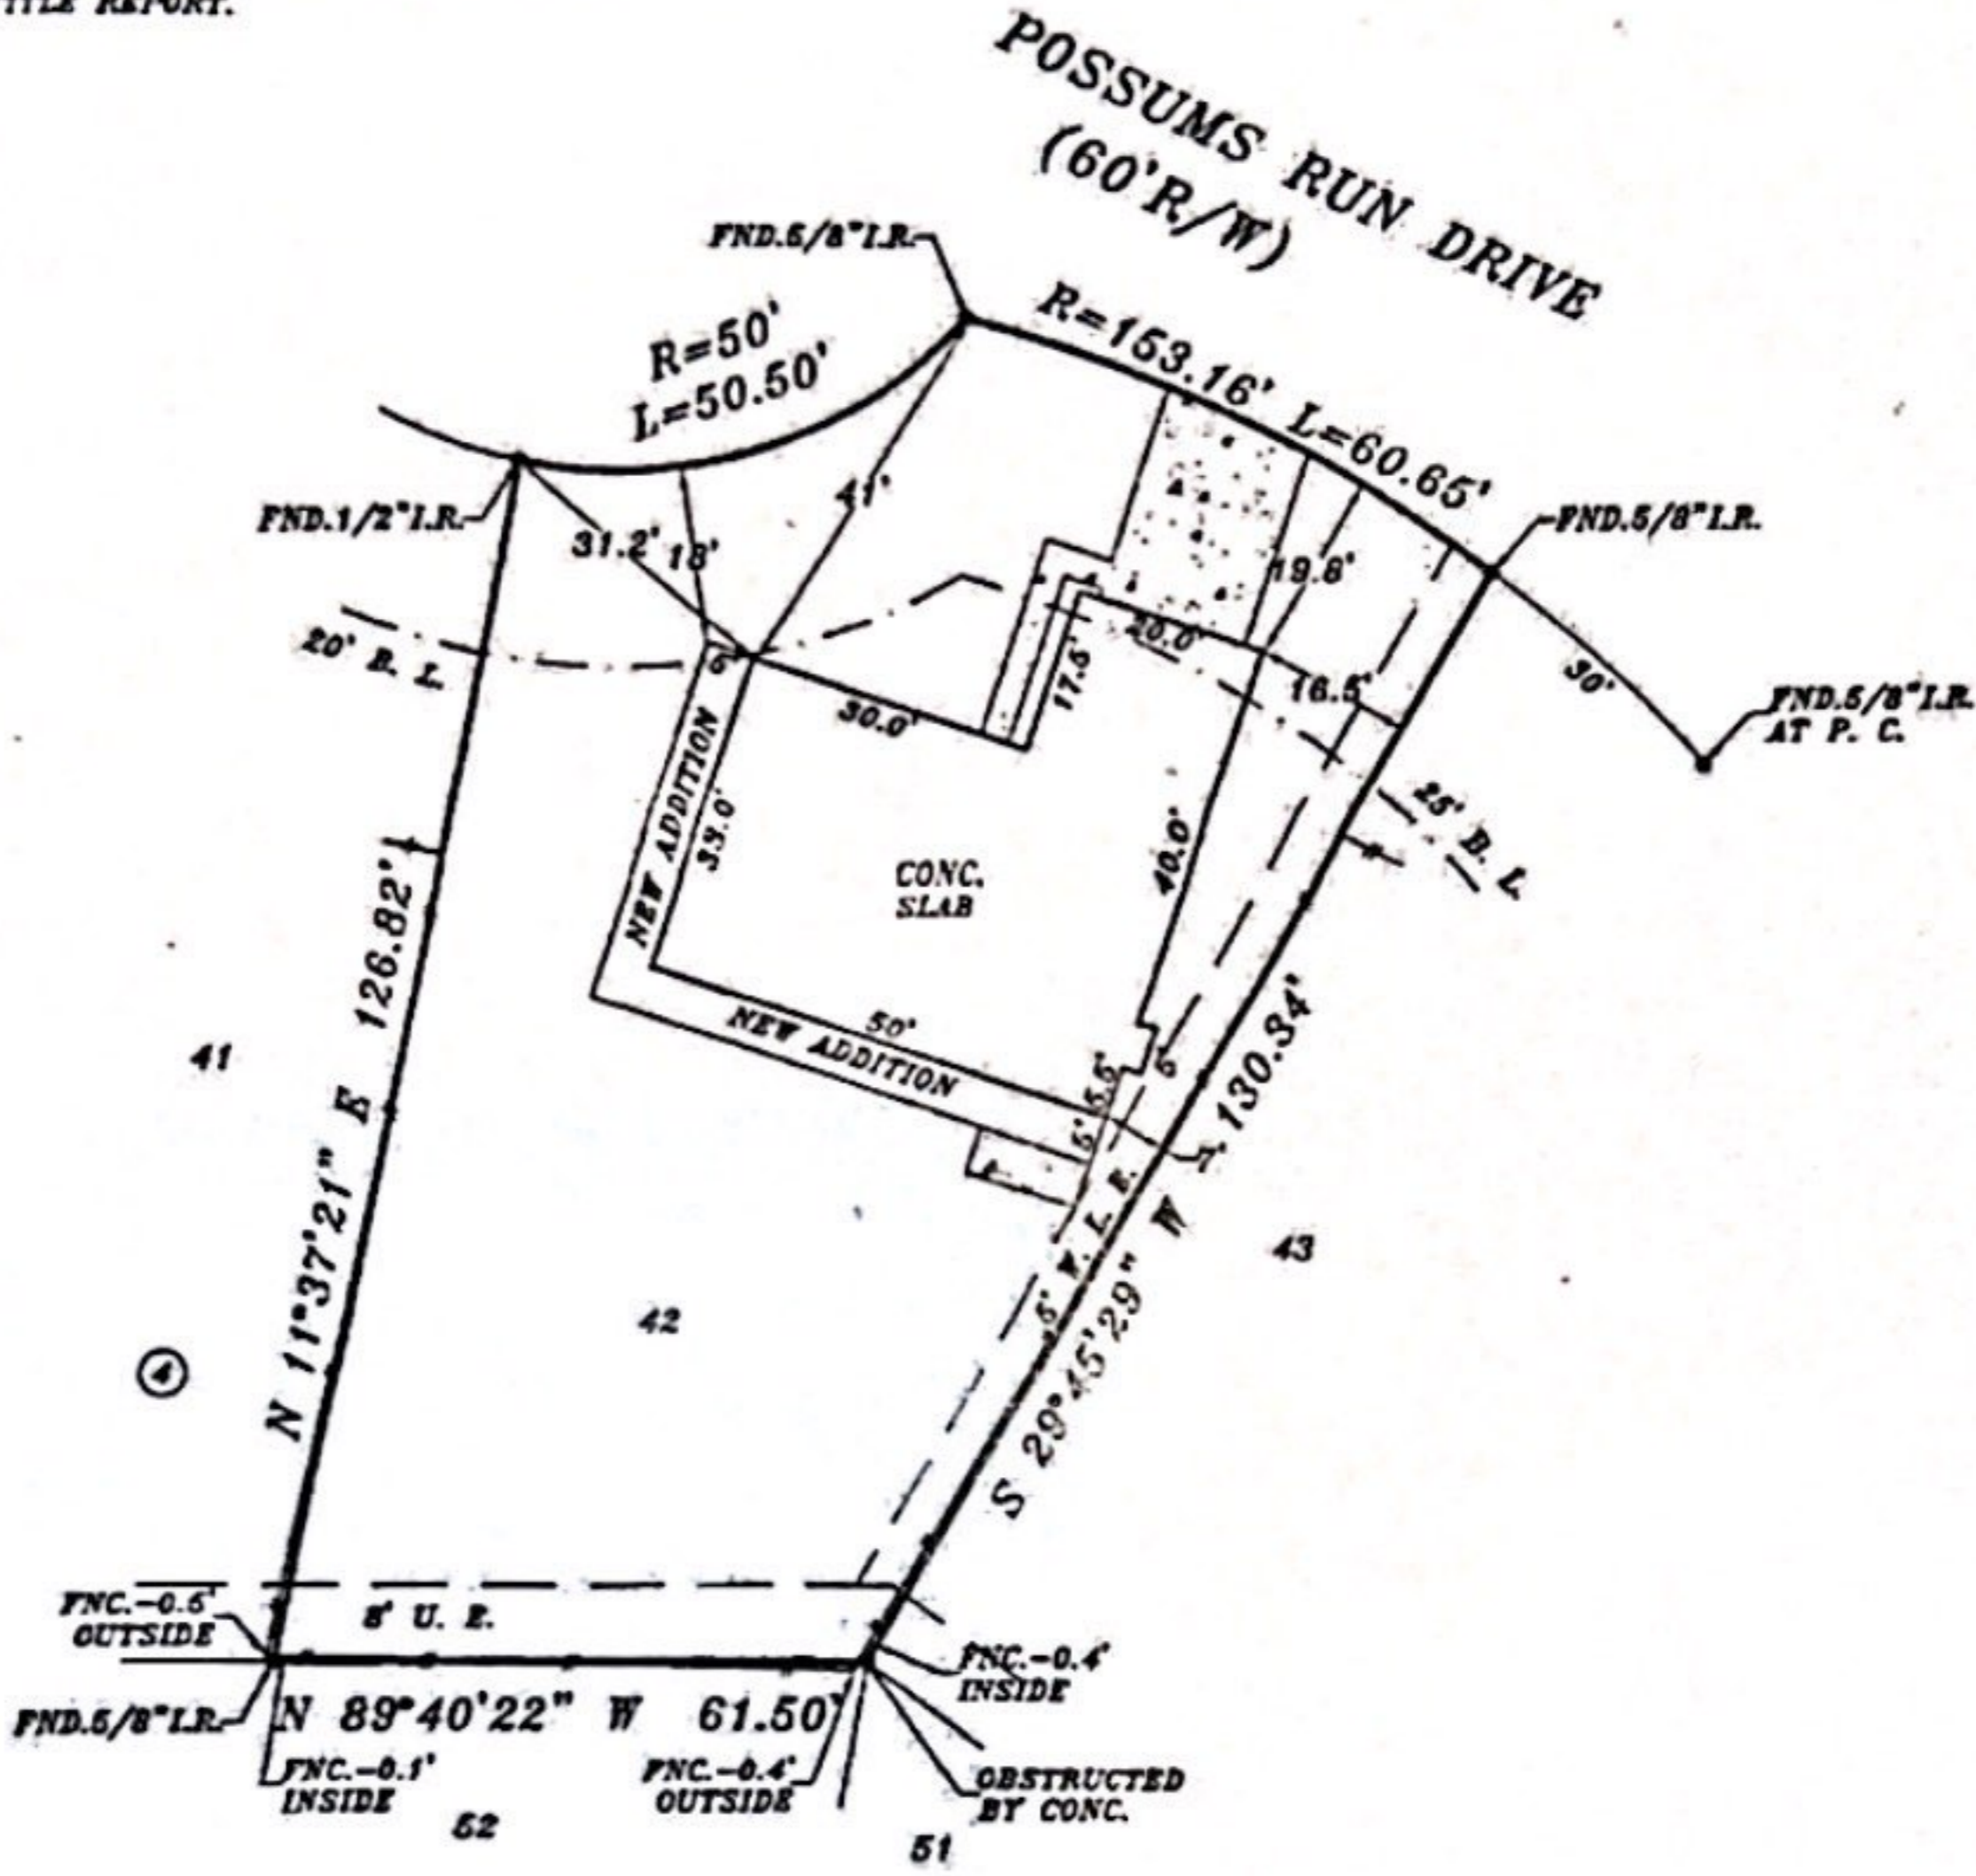 TITLE REPORT.
POSSUMS RUN DRIVE
(60'R/W)
FND.5/8"I.R.
R=50'
L=50.50'
R=153.16' L=60.65'
FND.1/2"I.R.
FND.5/8"I.R.
31.2'
18'
41'
19.8'
20' B. L.
6'
20.0'
17.5'
16.5'
30'
FND.5/8"I.R.
AT P. C.
30.0'
NEW ADDITION
33.0'
25' B. L.
40.0'
CONC.
SLAB
N 11°37'21" E 126.82'
41
50'
NEW ADDITION
5.5'
6'
7'
S 29°45'29" W 130.34'
5' W. L. E.
43
42
4
FNC.-0.6'
OUTSIDE
8' U. E.
FNC.-0.4'
INSIDE
FND.5/8"I.R.
N 89°40'22" W 61.50'
FNC.-0.1'
INSIDE
FNC.-0.4'
OUTSIDE
OBSTRUCTED
BY CONC.
52
51